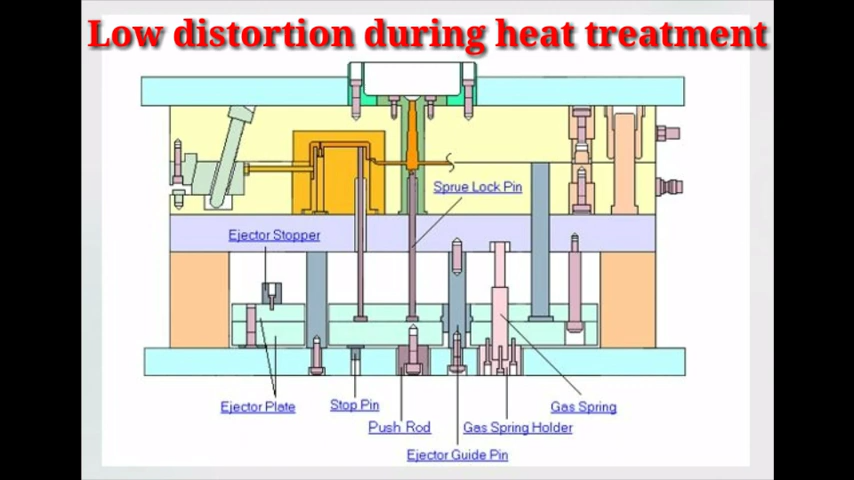 Low distortion during heat treatment
Sprue Lock Pin
Ejector Stopper
Ejector Plate
Stop Pin
Gas Spring
Push Rod
Gas Spring Holder
Ejector Guide Pin